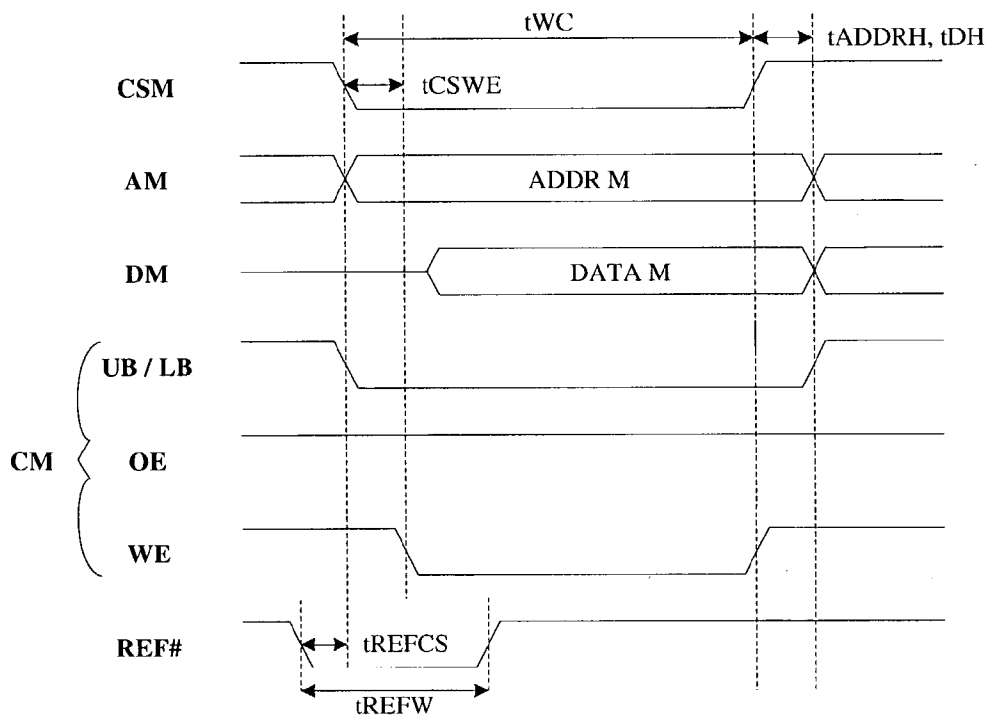 tWC
tADDRH, tDH
CSM
tCSWE
AM
ADDR M
DM
DATA M
UB / LB
CM
OE
WE
REF#
tREFCS
tREFW